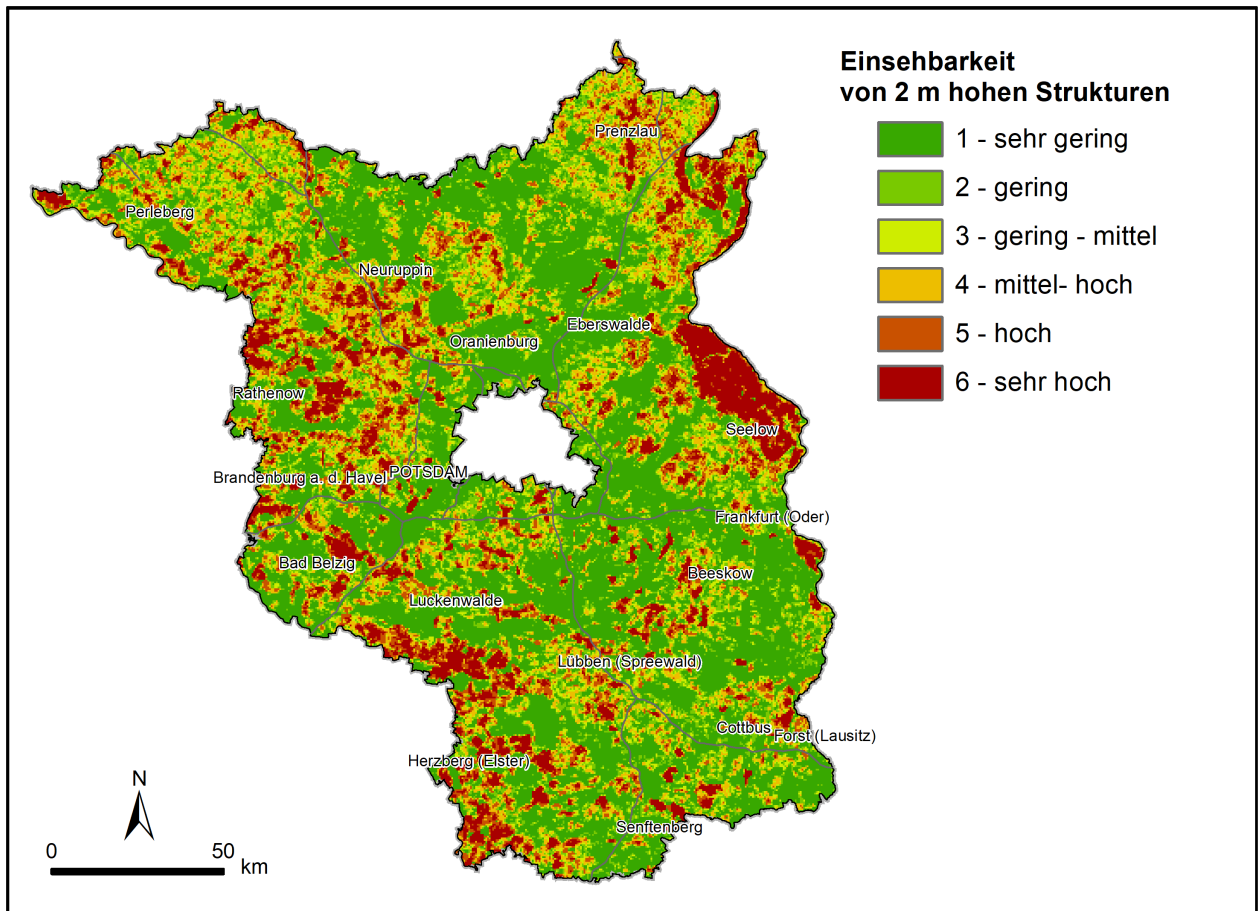 Einsehbarkeit
von 2 m hohen Strukturen
1 - sehr gering
2 - gering
3 - gering - mittel
4 - mittel- hoch
5 - hoch
6 - sehr hoch
Prenzlau
Perleberg
Neuruppin
Eberswalde
Oranienburg
Rathenow
Seelow
Brandenburg a. d. Havel
POTSDAM
Frankfurt (Oder)
Bad Belzig
Beeskow
Luckenwalde
Lübben (Spreewald)
Cottbus
Forst (Lausitz)
Herzberg (Elster)
Senftenberg
N
0 50
km